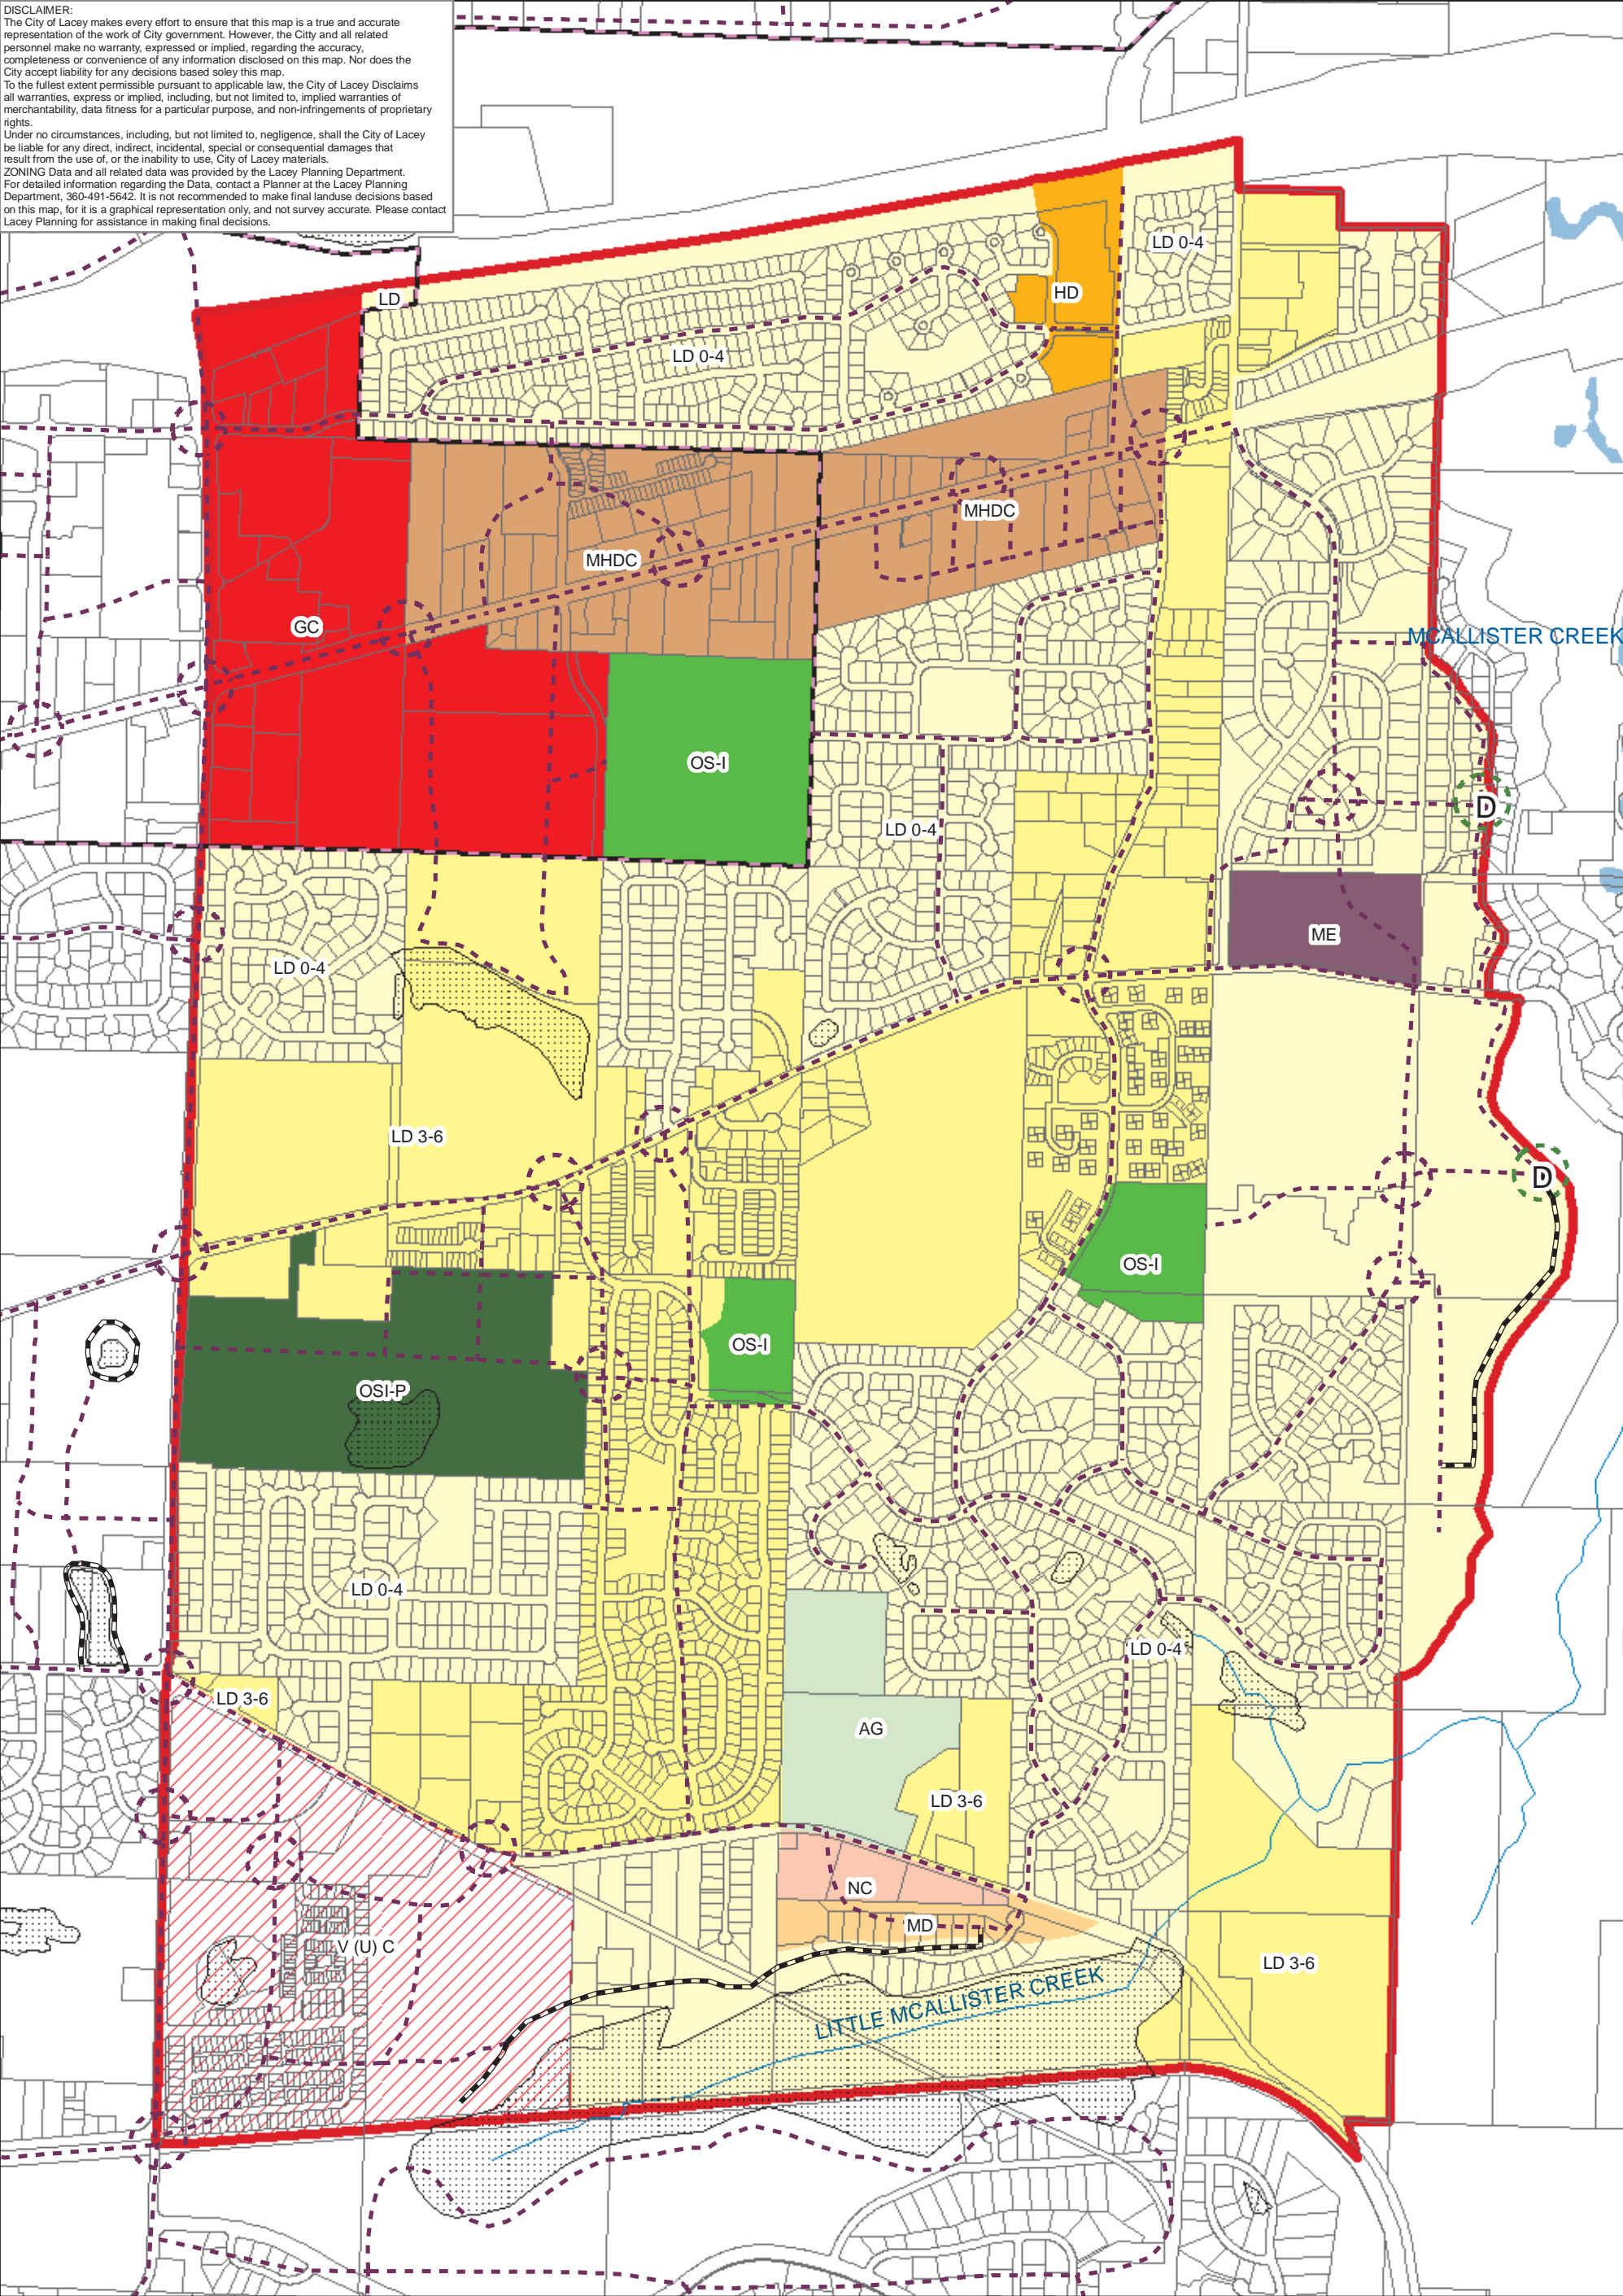 DISCLAIMER:
The City of Lacey makes every effort to ensure that this map is a true and accurate
representation of the work of City government. However, the Citty and all related
personnel make no warranty, expressed or implied, regarding the accuracy,
completeness or convenience of any information disclosed on this map. Nor does the
City accept liability for any decisions based soley this map.
To the fullest extent permissible pursuant to applicable law, the City of Lacey Disclaims
all warranties, express or implied, including, but not limited to, implied warranties of
merchantability, data fitness for a particular purpose, and non-infringements of proprietary
rights.
Under no circumstances, including, but not limited to, negligence, shall the City of Lacey
be liable for any direct, indirect, incidental, special or consequential damages that
result from the use of, or the inability to use, City of Lacey materials.
ZONING Data and all related data was provided by the Lacey Planning Department.
For detailed information regarding the Data, contact a Planner at the Lacey Planning
Department, 360-491-5642. It is not recommended to make final landuse decisions based
on this map, for it is a graphical representation only, and not survey accurate. Please contact
Lacey Planning for assistance in making final decisions.
LD 0-4
HD
LD
LD 0-4
MHDC
MHDC
GC
MCALLISTER CREEK
OS-I
D
LD 0-4
ME
LD 0-4
LD 3-6
D
OS-I
OS-I
OSI-P
LD 0-4
LD 0-4
LD 3-6
AG
LD 3-6
NC
MD
V (U) C
LD 3-6
LITTLE MCALLISTER CREEK